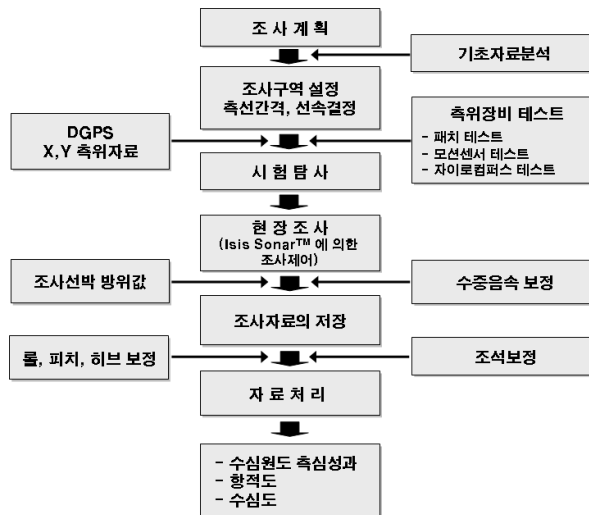 조 사 계 획
기초자료분석
조사구역 설정
측선간격, 선속결정
DGPS
X,Y 측위자료
측위장비 테스트
- 패치 테스트
- 모션센서 테스트
- 자이로컴퍼스 테스트
시 험 탐 사
현 장 조 사
(Isis Sonar™ 에 의한
조사제어)
조사선박 방위값
수중음속 보정
조사자료의 저장
롤, 피치, 히브 보정
조석보정
자 료 처 리
- 수심원도 측심성과
- 항적도
- 수심도